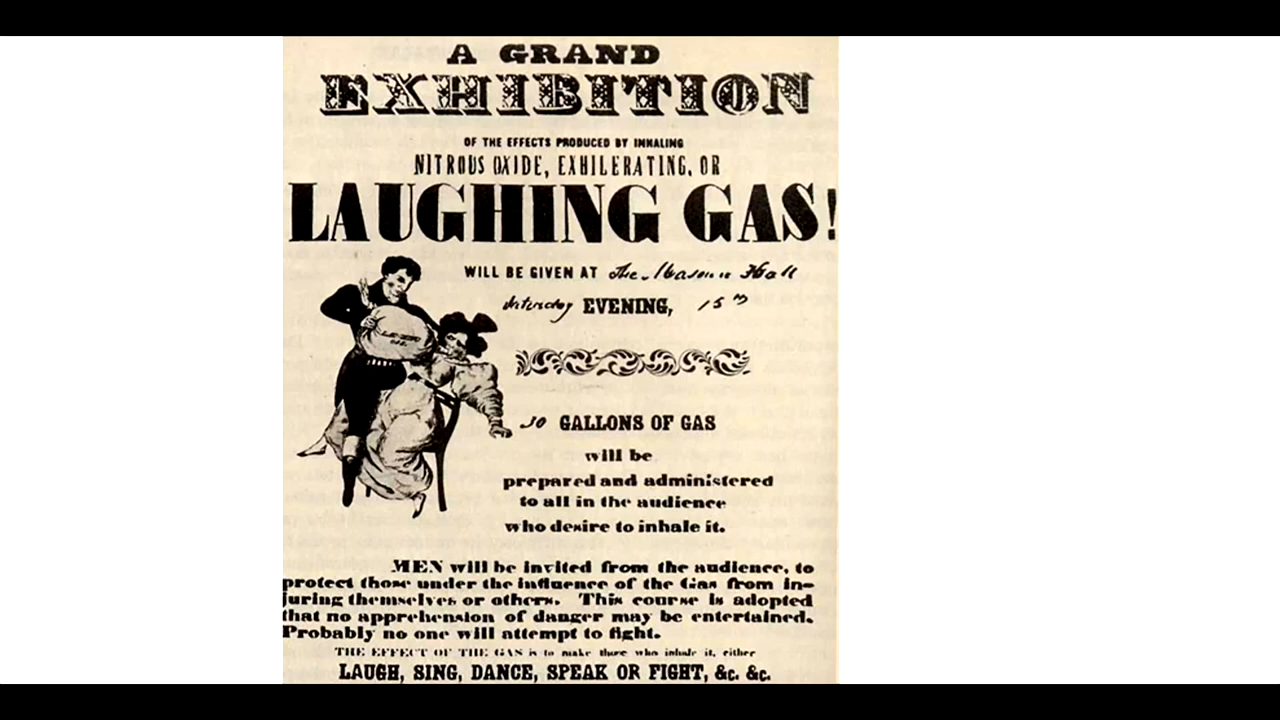 A GRAND
EXHIBITION
OF THE EFFECTS PRODUCED BY INHALING
NITROUS OXIDE, EXHILERATING, OR
LAUGHING GAS!
WILL BE GIVEN AT The Masonic Hall
Saturday EVENING, 15th
30 GALLONS OF GAS
will be
prepared and administered
to all in the audience
who desire to inhale it.
MEN will be invited from the audience, to
protect those under the influence of the Gas from in-
juring themselves or others. This course is adopted
that no apprehension of danger may be entertained.
Probably no one will attempt to fight.
THE EFFECT OF THE GAS is to make those who inhale it, either
LAUGH, SING, DANCE, SPEAK OR FIGHT, &c. &c.